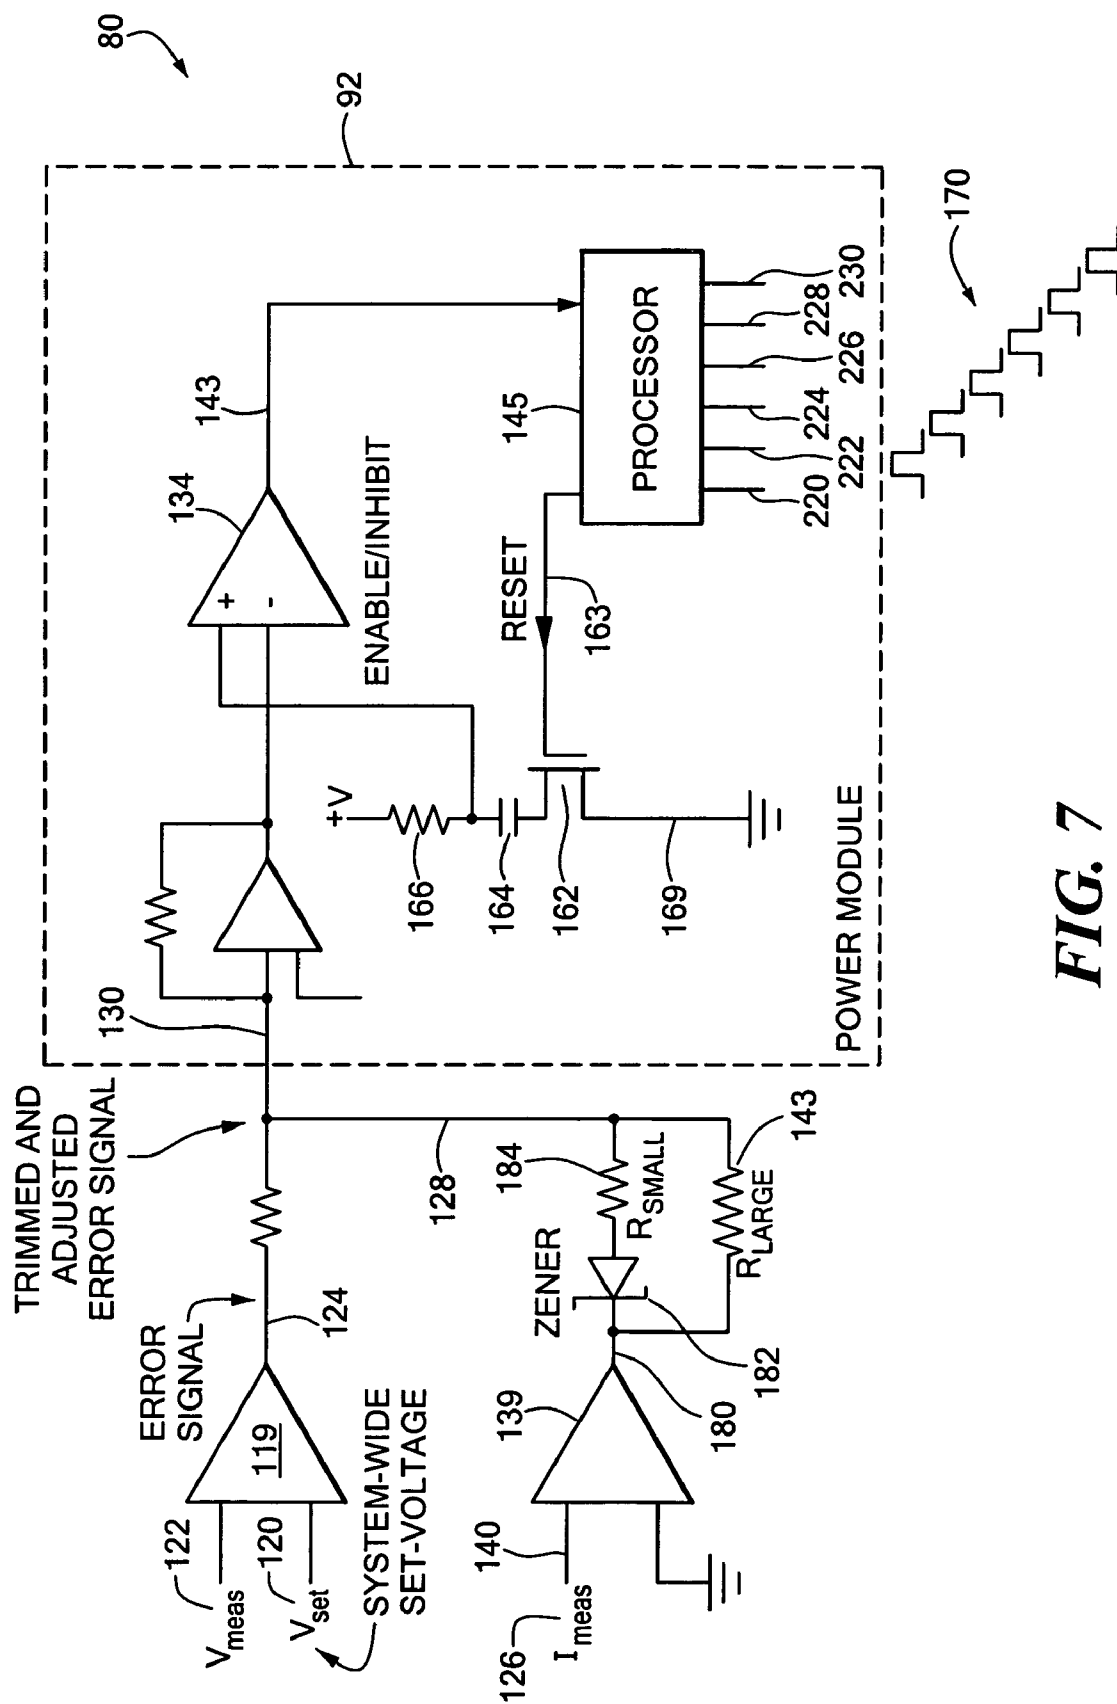 80
92
TRIMMED AND
ADJUSTED
ERROR SIGNAL
130
134
143
+
-
ENABLE/INHIBIT
ERROR
SIGNAL
124
119
122
Vmeas
120
Vset
SYSTEM-WIDE
SET-VOLTAGE
128
+V
166
164
162
169
RESET
163
145
PROCESSOR
220
222
224
226
228
230
170
POWER MODULE
184
RSMALL
ZENER
182
143
RLARGE
139
180
140
126
Imeas
FIG. 7